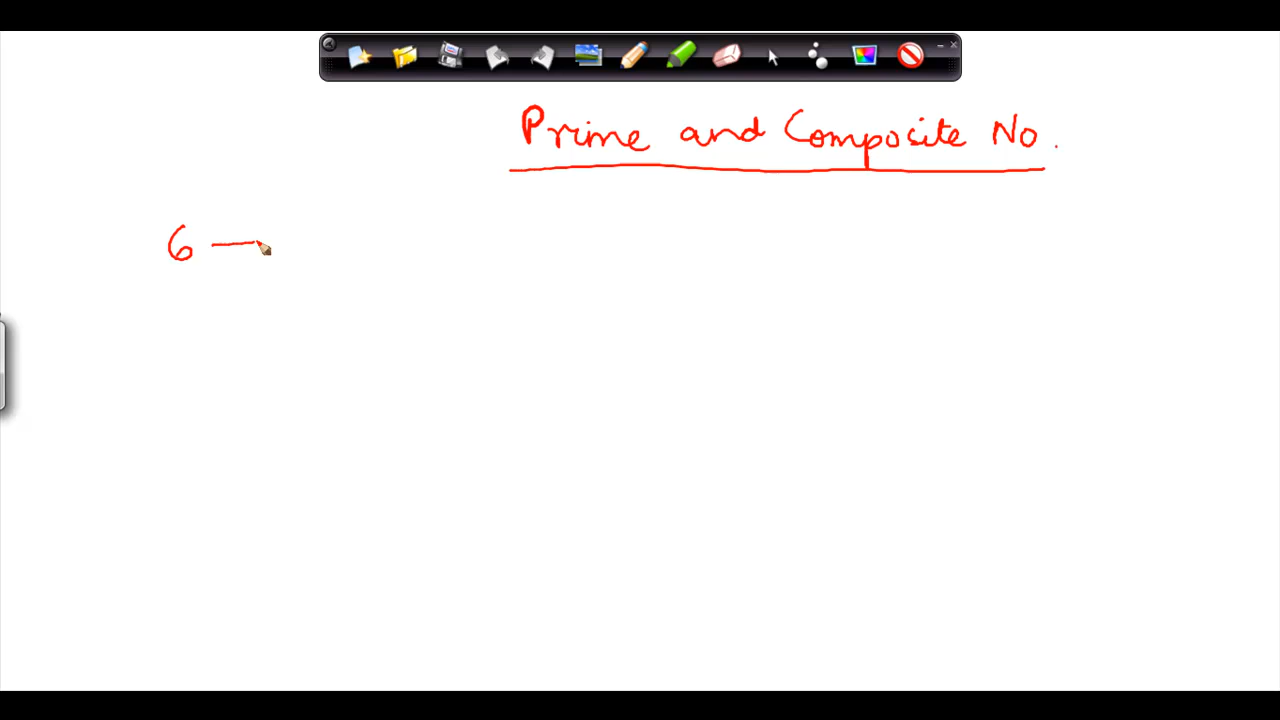 Prime and Composite No.
6 —